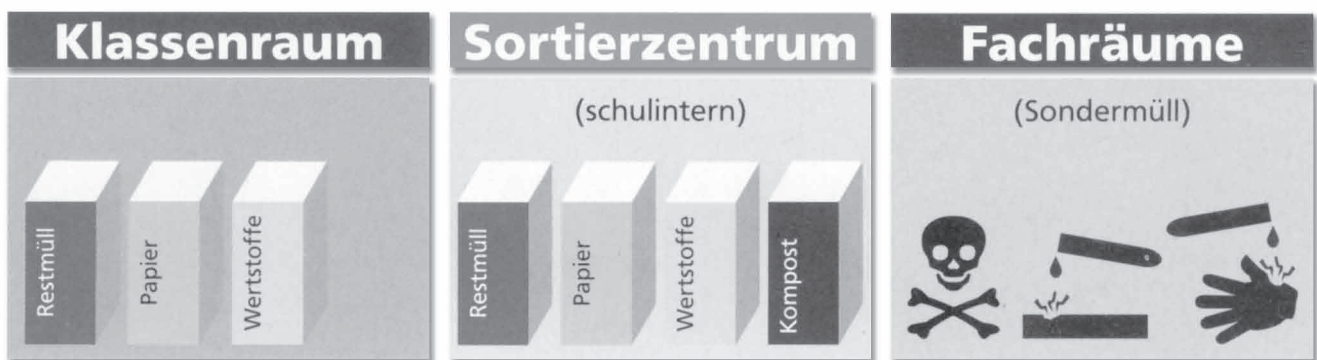 Klassenraum
Restmüll
Papier
Wertstoffe
Sortierzentrum
(schulintern)
Restmüll
Papier
Wertstoffe
Kompost
Fachräume
(Sondermüll)